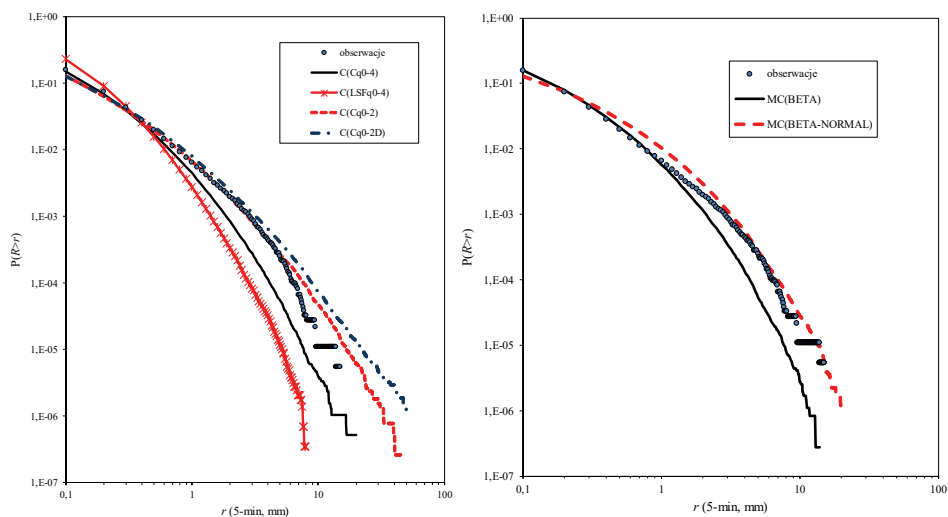 1,E+00
1,E-01
1,E-02
1,E-03
1,E-04
1,E-05
1,E-06
1,E-07
P(R>r)
0,1
1
10
100
r (5-min, mm)
obserwacje
C(Cq0-4)
C(LSFq0-4)
C(Cq0-2)
C(Cq0-2D)
1,E+00
1,E-01
1,E-02
1,E-03
1,E-04
1,E-05
1,E-06
1,E-07
P(R>r)
0,1
1
10
100
r (5-min, mm)
obserwacje
MC(BETA)
MC(BETA-NORMAL)